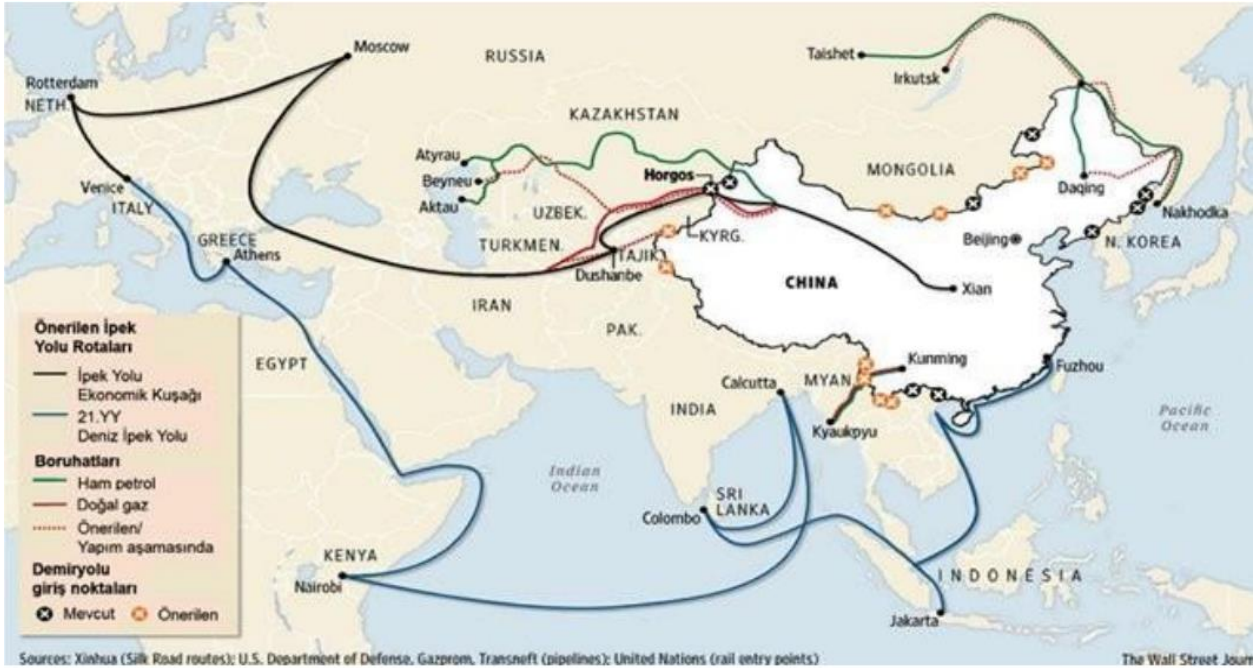 Moscow
RUSSIA
Taishet
Irkutsk
Rotterdam
NETH.
KAZAKHSTAN
Atyrau
Beyneu
Aktau
Horgos
MONGOLIA
Venice
ITALY
UZBEK.
Daqing
Nakhodka
GREECE
Athens
TURKMEN.
KYRG.
Beijing
N. KOREA
TAJIK.
Dushanbe
CHINA
Xian
IRAN
PAK.
Önerilen İpek
Yolu Rotaları
İpek Yolu
Ekonomik Kuşağı
21.YY
Deniz İpek Yolu
Boruhatları
Ham petrol
Doğal gaz
Önerilen/
Yapım aşamasında
Demiryolu
giriş noktaları
Mevcut
Önerilen
EGYPT
Calcutta
MYAN.
Kunming
Fuzhou
INDIA
Kyaukpyu
Pacific
Ocean
Indian
Ocean
SRI
LANKA
Colombo
KENYA
Nairobi
INDONESIA
Jakarta
Sources: Xinhua (Silk Road routes); U.S. Department of Defense, Gazprom, Transneft (pipelines); United Nations (rail entry points)
The Wall Street Jour